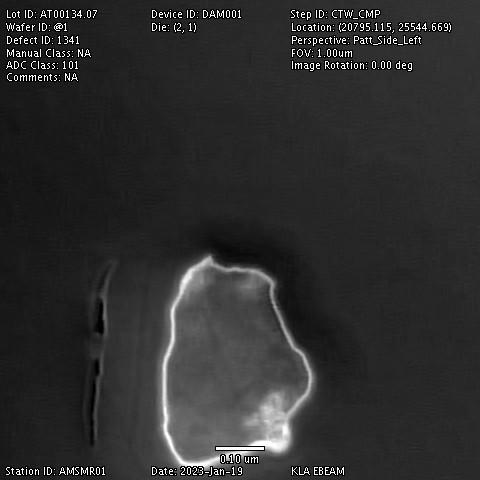 Lot ID: AT00134.07
Wafer ID: @1
Defect ID: 1341
Manual Class: NA
ADC Class: 101
Comments: NA
Device ID: DAM001
Die: (2, 1)
Step ID: CTW_CMP
Location: (20795.115, 25544.669)
Perspective: Patt_Side_Left
FOV: 1.00um
Image Rotation: 0.00 deg
0.10 um
Station ID: AMSMR01
Date: 2023-Jan-19
KLA EBEAM